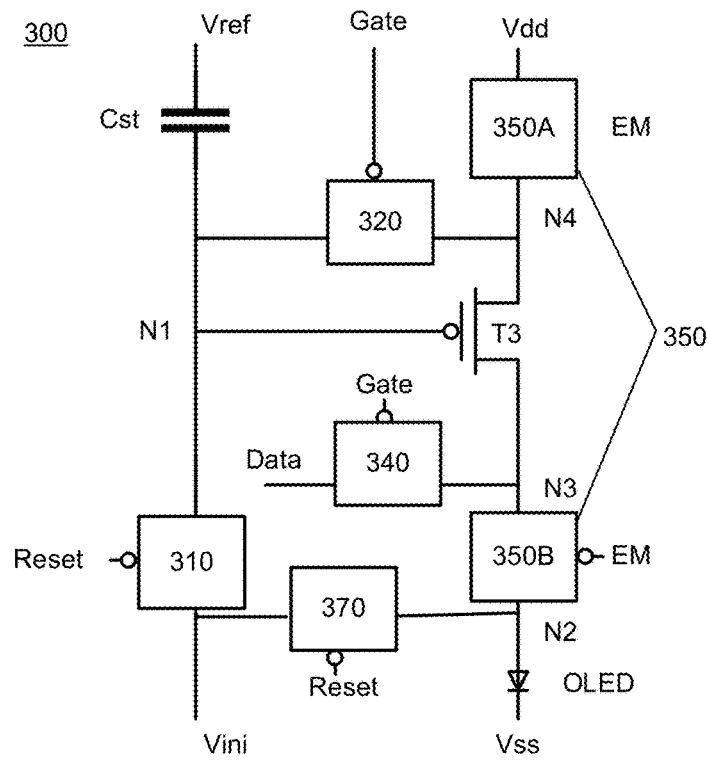 300
Vref
Gate
Vdd
Cst
350A
EM
320
N4
N1
T3
350
Gate
Data
340
N3
Reset
310
350B
EM
370
N2
Reset
OLED
Vini
Vss